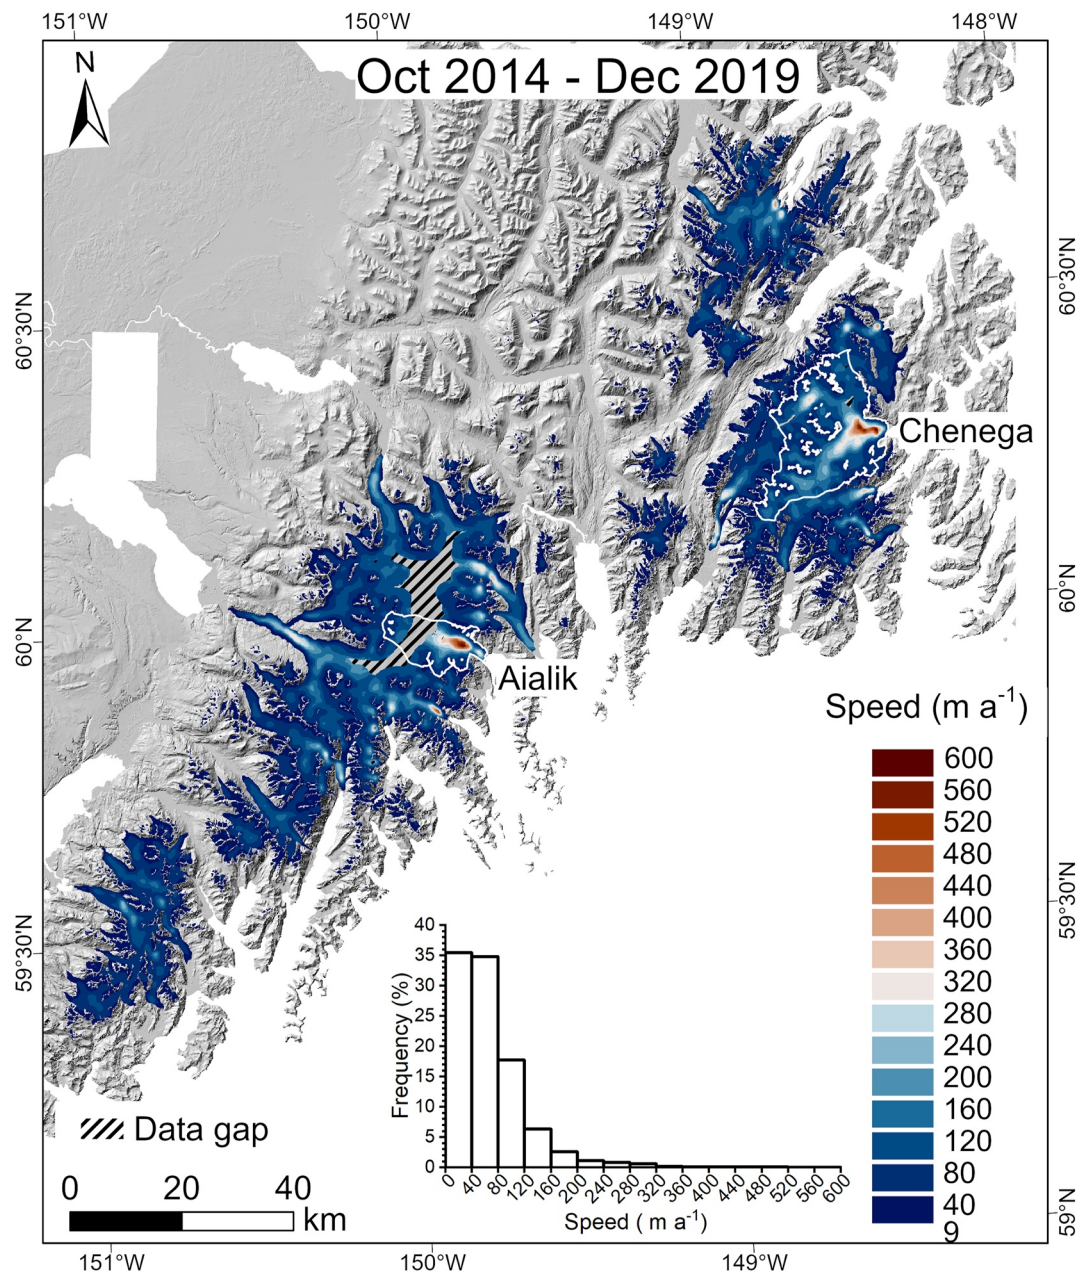 151°W 150°W 149°W 148°W
N
Oct 2014 - Dec 2019
60°30'N
60°30'N
Chenega
60°N
60°N
Aialik
Speed (m a⁻¹)
600
560
520
480
440
400
360
320
280
240
200
160
120
80
40
9
59°30'N
59°30'N
40
35
30
25
20
15
10
5
0
Frequency (%)
0 40 80 120 160 200 240 280 320 360 400 440 480 520 560 600
Speed ( m a⁻¹)
Data gap
0 20 40
km
59°N
151°W 150°W 149°W